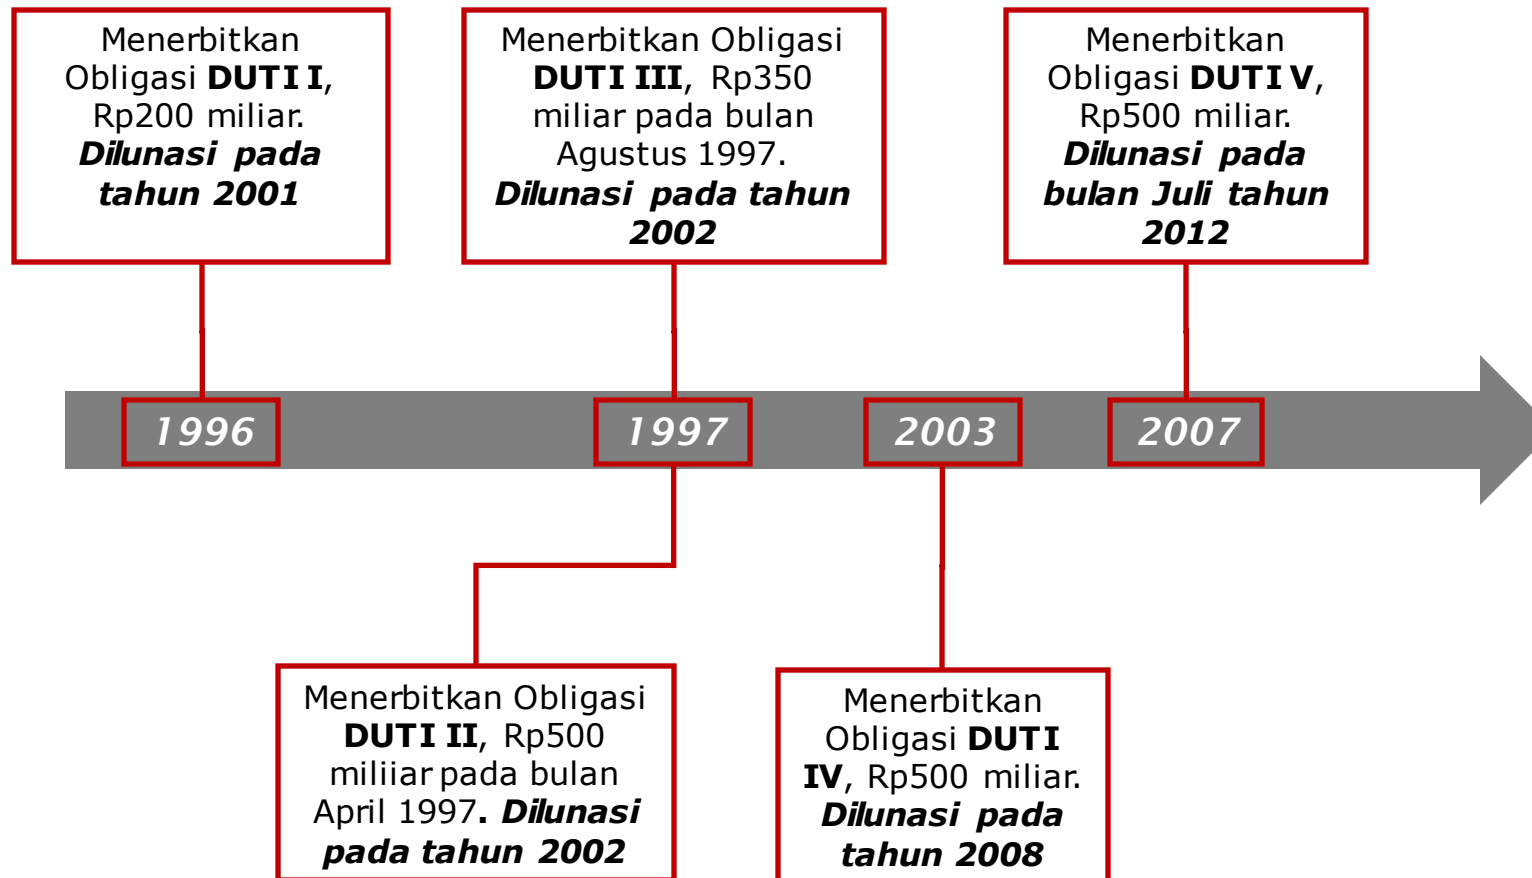 Menerbitkan
Obligasi DUTI I,
Rp200 miliar.
Dilunasi pada
tahun 2001
Menerbitkan Obligasi
DUTI III, Rp350
miliar pada bulan
Agustus 1997.
Dilunasi pada tahun
2002
Menerbitkan
Obligasi DUTI V,
Rp500 miliar.
Dilunasi pada
bulan Juli tahun
2012
1996
1997
2003
2007
Menerbitkan Obligasi
DUTI II, Rp500
miliiar pada bulan
April 1997. Dilunasi
pada tahun 2002
Menerbitkan
Obligasi DUTI
IV, Rp500 miliar.
Dilunasi pada
tahun 2008